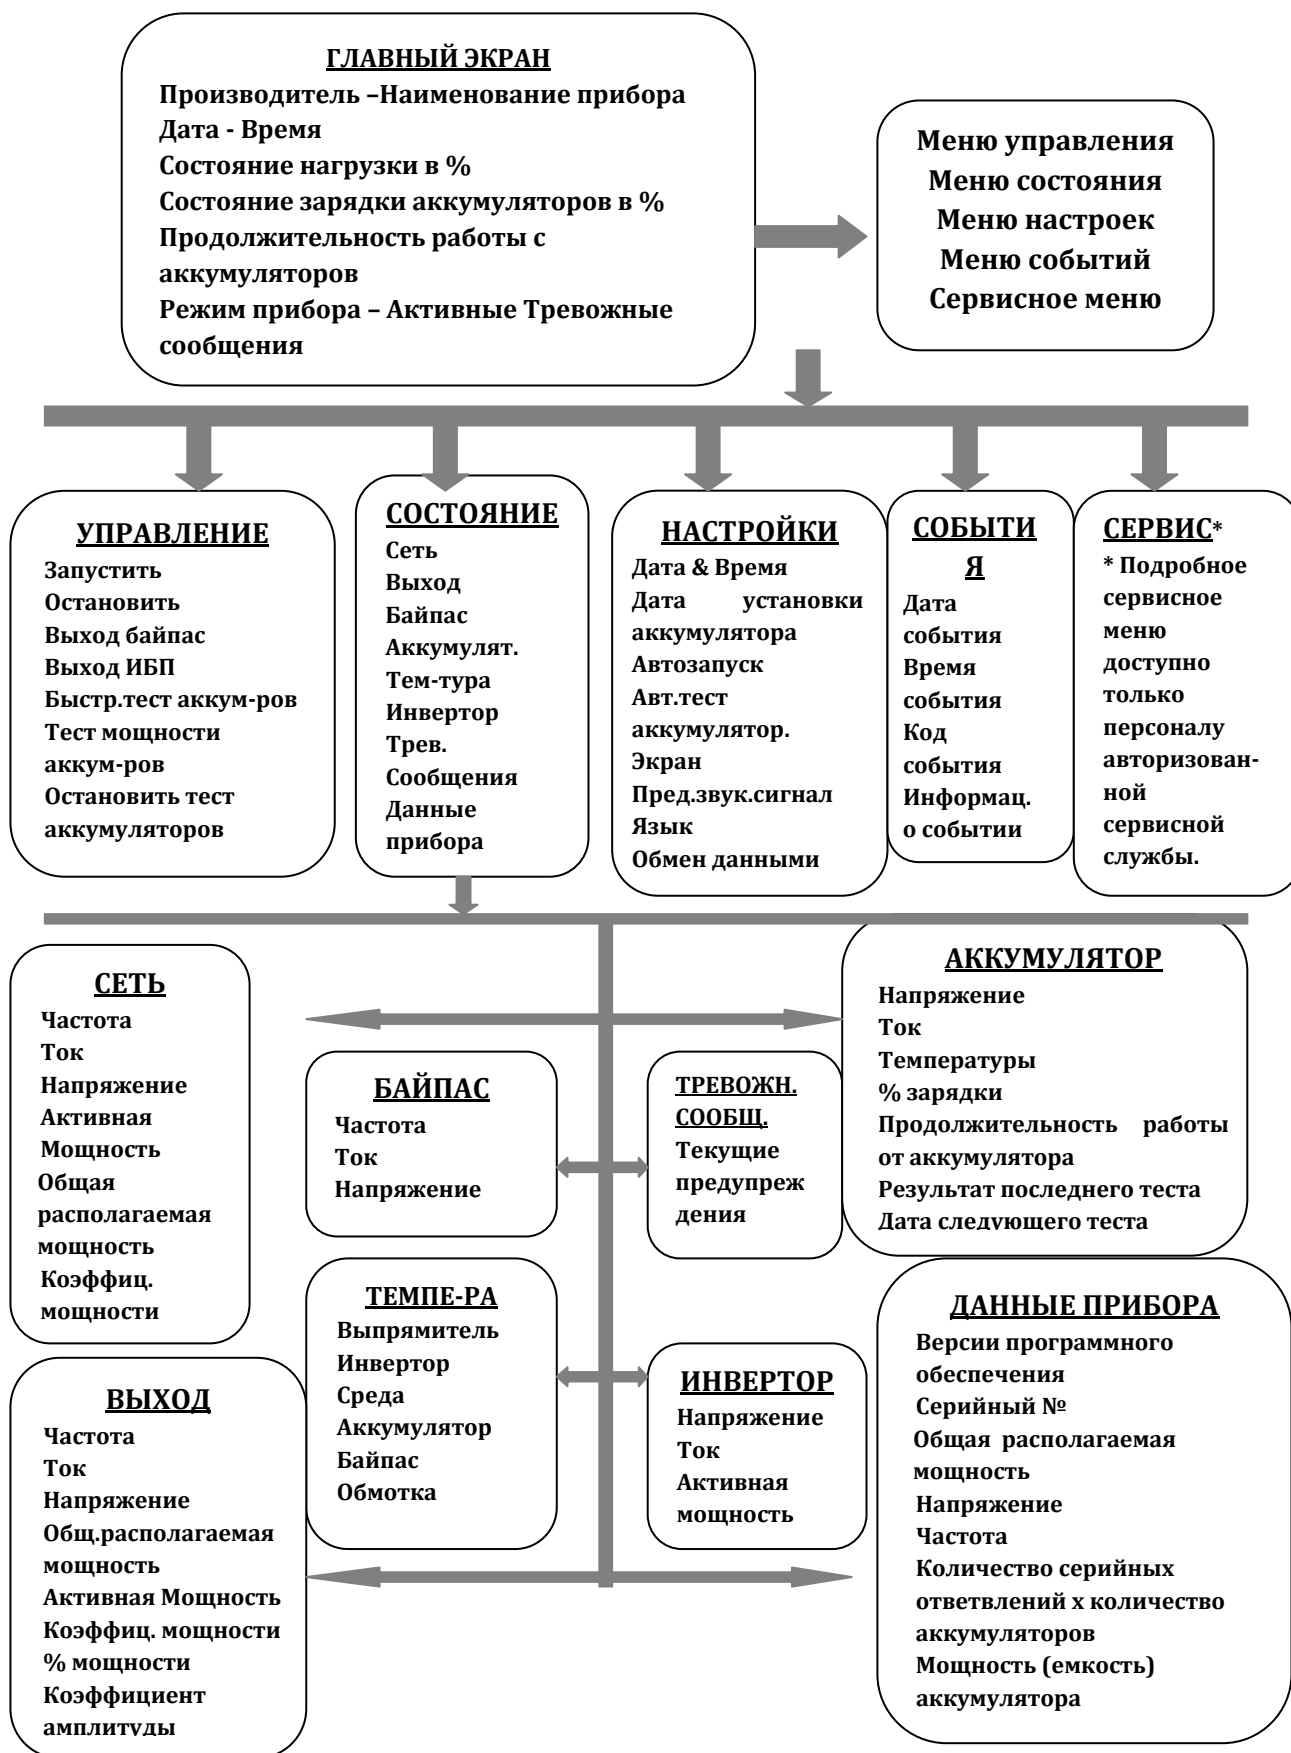 ГЛАВНЫЙ ЭКРАН
Производитель –Наименование прибора
Дата - Время
Состояние нагрузки в %
Состояние зарядки аккумуляторов в %
Продолжительность работы с
аккумуляторов
Режим прибора – Активные Тревожные
сообщения
Меню управления
Меню состояния
Меню настроек
Меню событий
Сервисное меню
УПРАВЛЕНИЕ
Запустить
Остановить
Выход байпас
Выход ИБП
Быстр.тест аккум-ров
Тест мощности
аккум-ров
Остановить тест
аккумуляторов
СОСТОЯНИЕ
Сеть
Выход
Байпас
Аккумулят.
Тем-тура
Инвертор
Трев.
Сообщения
Данные
прибора
НАСТРОЙКИ
Дата & Время
Дата установки
аккумулятора
Автозапуск
Авт.тест
аккумулятор.
Экран
Пред.звук.сигнал
Язык
Обмен данными
СОБЫТИ
Я
Дата
события
Время
события
Код
события
Информац.
о событии
СЕРВИС*
* Подробное
сервисное
меню
доступно
только
персоналу
авторизован-
ной
сервисной
службы.
СЕТЬ
Частота
Ток
Напряжение
Активная
Мощность
Общая
располагаемая
мощность
Коэффиц.
мощности
БАЙПАС
Частота
Ток
Напряжение
ТРЕВОЖН.
СООБЩ.
Текущие
предупреж
дения
АККУМУЛЯТОР
Напряжение
Ток
Температуры
% зарядки
Продолжительность работы
от аккумулятора
Результат последнего теста
Дата следующего теста
ВЫХОД
Частота
Ток
Напряжение
Общ.располагаемая
мощность
Активная Мощность
Коэффиц. мощности
% мощности
Коэффициент
амплитуды
ТЕМПЕ-РА
Выпрямитель
Инвертор
Среда
Аккумулятор
Байпас
Обмотка
ИНВЕРТОР
Напряжение
Ток
Активная
мощность
ДАННЫЕ ПРИБОРА
Версии программного
обеспечения
Серийный №
Общая располагаемая
мощность
Напряжение
Частота
Количество серийных
ответвлений x количество
аккумуляторов
Мощность (емкость)
аккумулятора